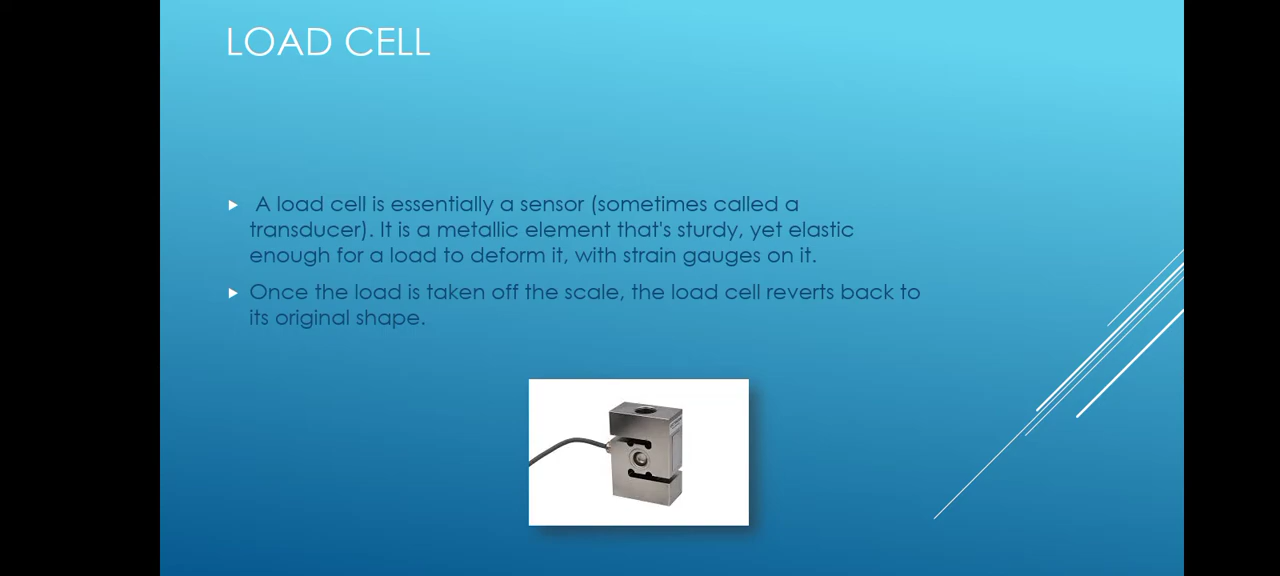 LOAD CELL
A load cell is essentially a sensor (sometimes called a
transducer). It is a metallic element that's sturdy, yet elastic
enough for a load to deform it, with strain gauges on it.
Once the load is taken off the scale, the load cell reverts back to
its original shape.